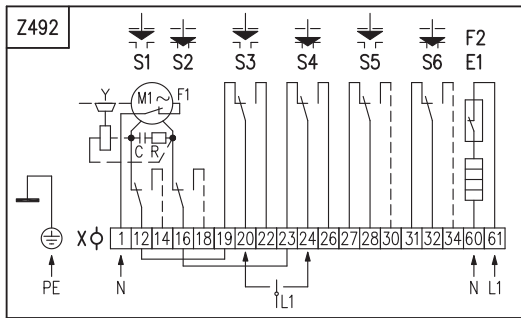 Z492
S1 S2 S3 S4 S5 S6 F2
E1
Y M1 ~ F1
C R
X 1 12 14 16 18 19 20 22 23 24 26 27 28 30 31 32 34 60 61
PE N L1 N L1